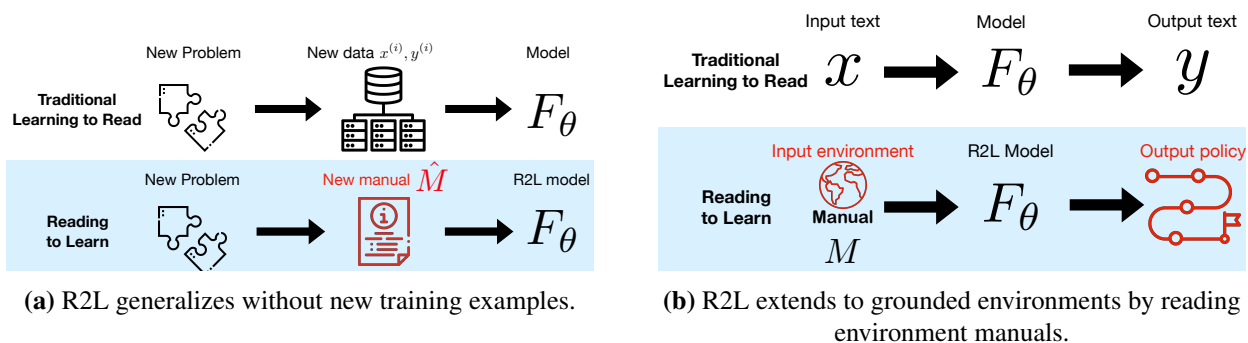 New Problem
New data x^{(i)}, y^{(i)}
Model
Traditional
Learning to Read
F_θ
New Problem
New manual M̂
R2L model
Reading
to Learn
i
F_θ
(a) R2L generalizes without new training examples.
Input text
Model
Output text
Traditional
Learning to Read
x
F_θ
y
Input environment
R2L Model
Output policy
Reading
to Learn
Manual
M
F_θ
(b) R2L extends to grounded environments by reading
environment manuals.